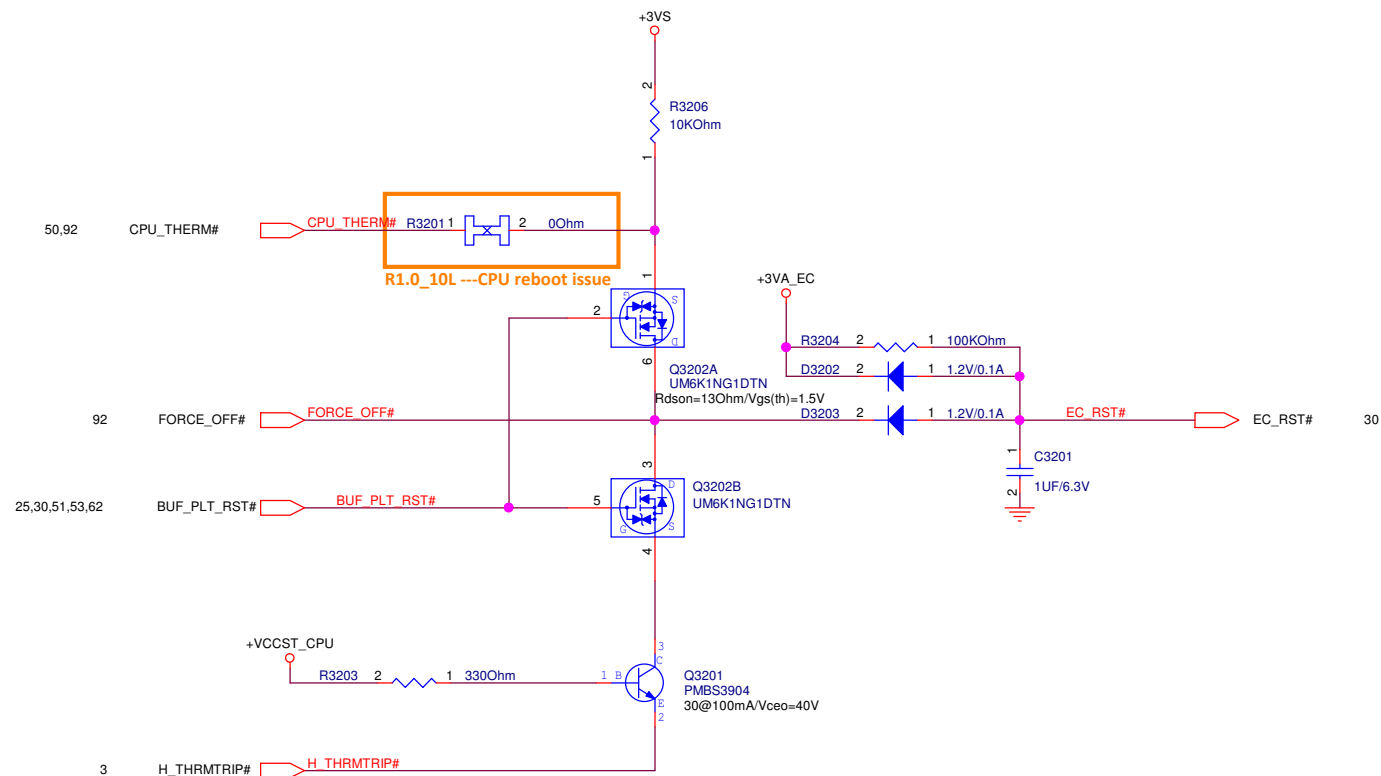 +3VS
2
R3206
10KOhm
1
50,92 CPU_THERM# CPU_THERM# R3201 1 2 0Ohm
R1.0_10L ---CPU reboot issue
1
G S
2
D
6
Q3202A
UM6K1NG1DTN
Rdson=13Ohm/Vgs(th)=1.5V
+3VA_EC
R3204 2 1 100KOhm
D3202 2 1 1.2V/0.1A
92 FORCE_OFF# FORCE_OFF# D3203 2 1 1.2V/0.1A EC_RST# EC_RST# 30
1
C3201
1UF/6.3V
2
3
D
Q3202B
UM6K1NG1DTN
25,30,51,53,62 BUF_PLT_RST# BUF_PLT_RST# 5
G S
4
+VCCST_CPU
R3203 2 1 330Ohm 1 B
3
C
Q3201
PMBS3904
30@100mA/Vceo=40V
E
2
3 H_THRMTRIP# H_THRMTRIP#